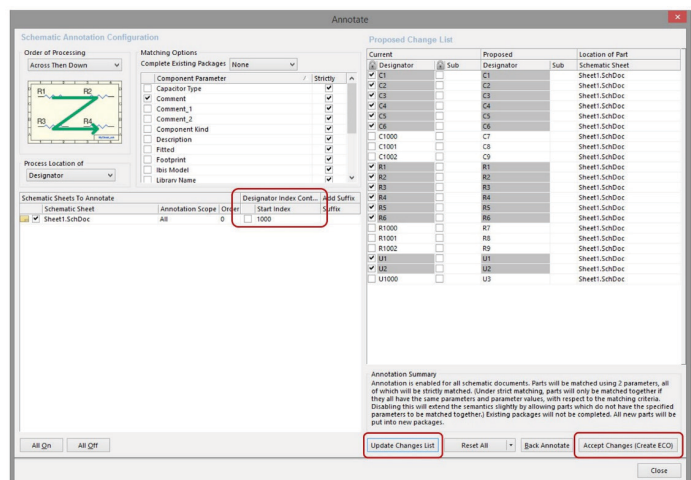 Annotate
Schematic Annotation Configuration
Order of Processing
Across Then Down
R1 R2
R3 R4
Process Location of
Designator
Matching Options
Complete Existing Packages None
Component Parameter / Strictly
Capacitor Type
Comment
Comment_1
Comment_2
Component Kind
Description
Fitted
Footprint
Ibis Model
Library Name
Schematic Sheets To Annotate Designator Index Cont... Add Suffix
Schematic Sheet Annotation Scope Order Start Index Suffix
Sheet1.SchDoc All 0 1000
All On All Off
Proposed Change List
Current Proposed Location of Part
Designator Sub Designator Sub Schematic Sheet
C1 C1 Sheet1.SchDoc
C2 C2 Sheet1.SchDoc
C3 C3 Sheet1.SchDoc
C4 C4 Sheet1.SchDoc
C5 C5 Sheet1.SchDoc
C6 C6 Sheet1.SchDoc
C1000 C7 Sheet1.SchDoc
C1001 C8 Sheet1.SchDoc
C1002 C9 Sheet1.SchDoc
R1 R1 Sheet1.SchDoc
R2 R2 Sheet1.SchDoc
R3 R3 Sheet1.SchDoc
R4 R4 Sheet1.SchDoc
R5 R5 Sheet1.SchDoc
R6 R6 Sheet1.SchDoc
R1000 R7 Sheet1.SchDoc
R1001 R8 Sheet1.SchDoc
R1002 R9 Sheet1.SchDoc
U1 U1 Sheet1.SchDoc
U2 U2 Sheet1.SchDoc
U1000 U3 Sheet1.SchDoc
Annotation Summary
Annotation is enabled for all schematic documents. Parts will be matched using 2 parameters, all
of which will be strictly matched. (Under strict matching, parts will only be matched together if
they all have the same parameters and parameter values, with respect to the matching criteria.
Disabling this will extend the semantics slightly by allowing parts which do not have the specified
parameters to be matched together.) Existing packages will not be completed. All new parts will be
put into new packages.
Update Changes List Reset All Back Annotate Accept Changes (Create ECO)
Close